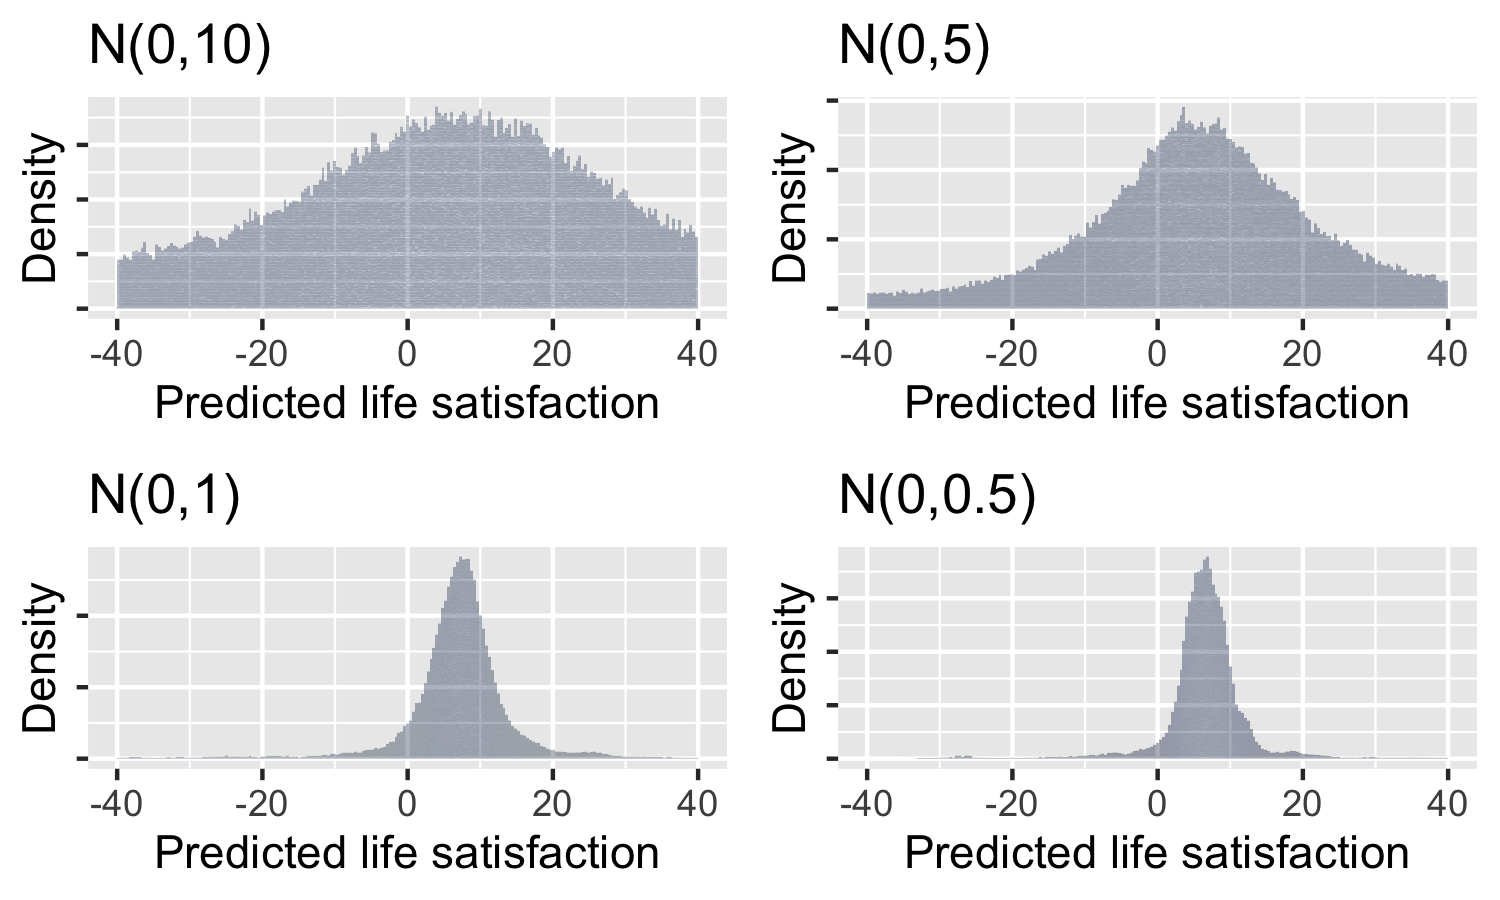 N(0,10)
N(0,5)
Density
-40 -20 0 20 40
Predicted life satisfaction
Density
-40 -20 0 20 40
Predicted life satisfaction
N(0,1)
N(0,0.5)
Density
-40 -20 0 20 40
Predicted life satisfaction
Density
-40 -20 0 20 40
Predicted life satisfaction